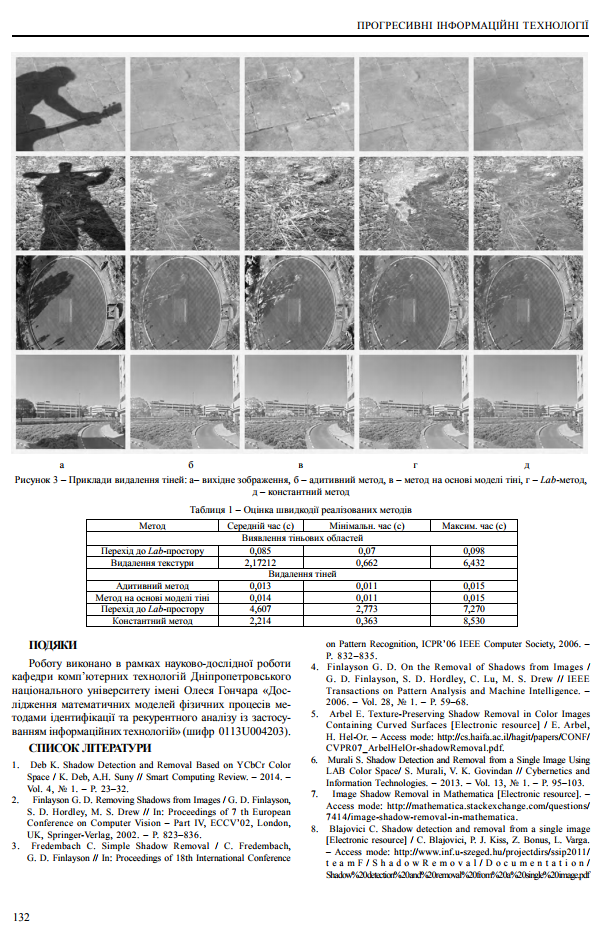 ПРОГРЕСИВНІ ІНФОРМАЦІЙНІ ТЕХНОЛОГІЇ
а б в г д
Рисунок 3 – Приклади видалення тіней: а– вихідне зображення, б – адитивний метод, в – метод на основі моделі тіні, г – Lab-метод,
д – константний метод
Таблиця 1 – Оцінка швидкодії реалізованих методів
Метод Середній час (с) Мінімальн. час (с) Максим. час (с)
Виявлення тіньових областей
Перехід до Lab-простору 0,085 0,07 0,098
Видалення текстури 2,17212 0,662 6,432
Видалення тіней
Адитивний метод 0,013 0,011 0,015
Метод на основі моделі тіні 0,014 0,011 0,015
Перехід до Lab-простору 4,607 2,773 7,270
Константний метод 2,214 0,363 8,530
ПОДЯКИ
Роботу виконано в рамках науково-дослідної роботи
кафедри комп’ютерних технологій Дніпропетровського
національного університету імені Олеся Гончара «Дос-
лідження математичних моделей фізичних процесів ме-
тодами ідентифікації та рекурентного аналізу із застосу-
ванням інформаційних технологій» (шифр 0113U004203).
СПИСОК ЛІТЕРАТУРИ
1. Deb K. Shadow Detection and Removal Based on YCbCr Color
Space / K. Deb, A.H. Suny // Smart Computing Review. – 2014. –
Vol. 4, № 1. – P. 23–32.
2. Finlayson G. D. Removing Shadows from Images / G. D. Finlayson,
S. D. Hordley, M. S. Drew // In: Proceedings of 7 th European
Conference on Computer Vision – Part IV, ECCV’02, London,
UK, Springer-Verlag, 2002. – P. 823–836.
3. Fredembach C. Simple Shadow Removal / C. Fredembach,
G. D. Finlayson // In: Proceedings of 18th International Conference
on Pattern Recognition, ICPR’06 IEEE Computer Society, 2006. –
P. 832–835.
4. Finlayson G. D. On the Removal of Shadows from Images /
G. D. Finlayson, S. D. Hordley, C. Lu, M. S. Drew // IEEE
Transactions on Pattern Analysis and Machine Intelligence. –
2006. – Vol. 28, № 1. – P. 59–68.
5. Arbel E. Texture-Preserving Shadow Removal in Color Images
Containing Curved Surfaces [Electronic resource] / E. Arbel,
H. Hel-Or. – Access mode: http://cs.haifa.ac.il/hagit/papers/CONF/
CVPR07_ArbelHelOr-shadowRemoval.pdf.
6. Murali S. Shadow Detection and Removal from a Single Image Using
LAB Color Space/ S. Murali, V. K. Govindan // Cybernetics and
Information Technologies. – 2013. – Vol. 13, № 1. – P. 95–103.
7. Image Shadow Removal in Mathematica [Electronic resource]. –
Access mode: http://mathematica.stackexchange.com/questions/
7414/image-shadow-removal-in-mathematica.
8. Blajovici C. Shadow detection and removal from a single image
[Electronic resource] / C. Blajovici, P. J. Kiss, Z. Bonus, L. Varga.
– Access mode: http://www.inf.u-szeged.hu/projectdirs/ssip2011/
teamF/ShadowRemoval/Documentation/
Shadow%20detection%20and%20removal%20from%20a%20single%20image.pdf
132